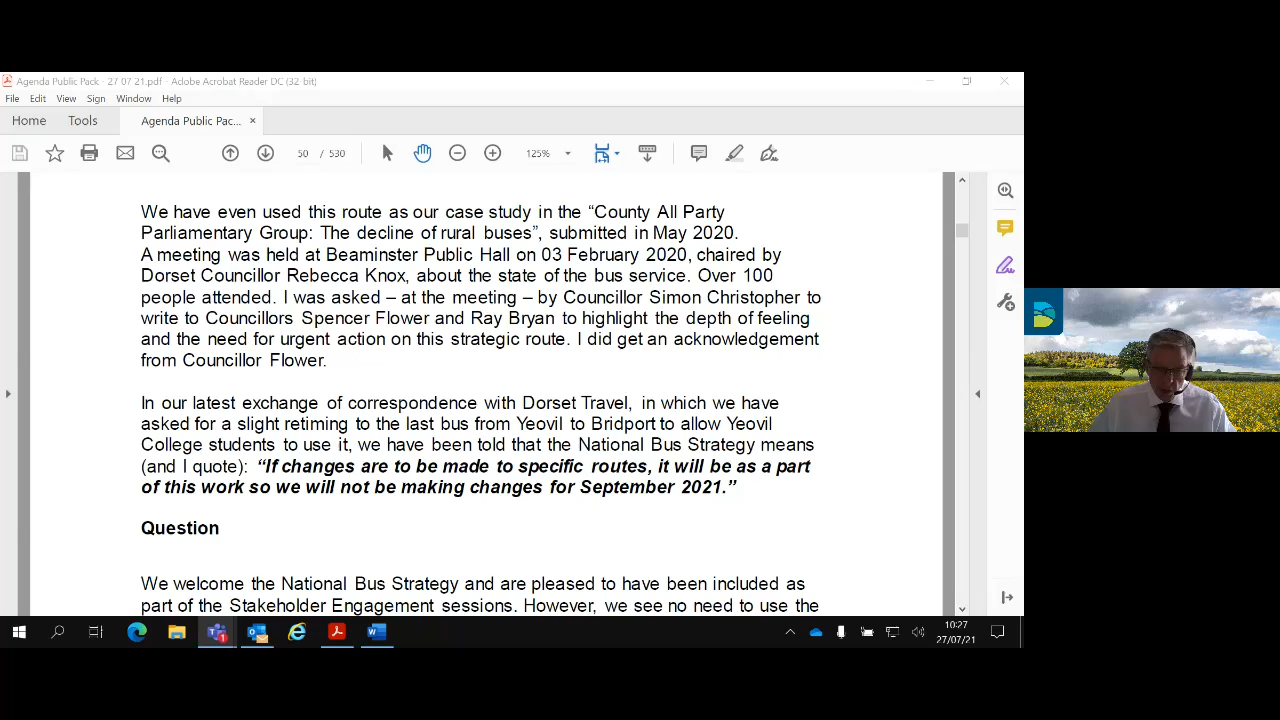 Agenda Public Pack - 27 07 21.pdf - Adobe Acrobat Reader DC (32-bit)
File Edit View Sign Window Help
Home Tools Agenda Public Pac... ×
50 / 530 125%
We have even used this route as our case study in the “County All Party
Parliamentary Group: The decline of rural buses”, submitted in May 2020.
A meeting was held at Beaminster Public Hall on 03 February 2020, chaired by
Dorset Councillor Rebecca Knox, about the state of the bus service. Over 100
people attended. I was asked – at the meeting – by Councillor Simon Christopher to
write to Councillors Spencer Flower and Ray Bryan to highlight the depth of feeling
and the need for urgent action on this strategic route. I did get an acknowledgement
from Councillor Flower.
In our latest exchange of correspondence with Dorset Travel, in which we have
asked for a slight retiming to the last bus from Yeovil to Bridport to allow Yeovil
College students to use it, we have been told that the National Bus Strategy means
(and I quote): “If changes are to be made to specific routes, it will be as a part
of this work so we will not be making changes for September 2021.”
Question
We welcome the National Bus Strategy and are pleased to have been included as
part of the Stakeholder Engagement sessions. However, we see no need to use the
10:27
27/07/21